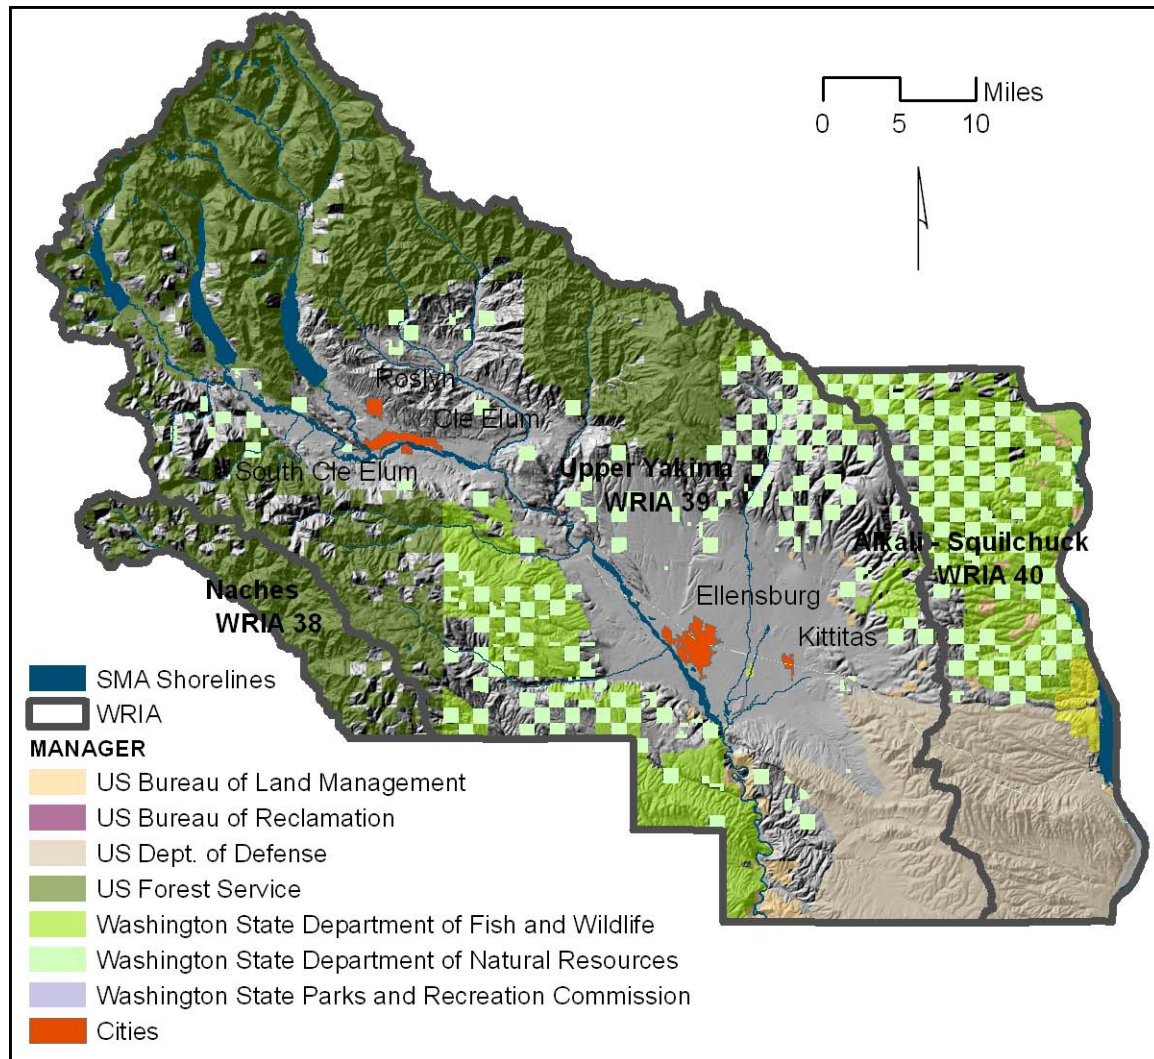 Miles
0 5 10
Roslyn
Cle Elum
South Cle Elum
Upper Yakima
WRIA 39
Alkali - Squilchuck
WRIA 40
Naches
WRIA 38
Ellensburg
Kittitas
SMA Shorelines
WRIA
MANAGER
US Bureau of Land Management
US Bureau of Reclamation
US Dept. of Defense
US Forest Service
Washington State Department of Fish and Wildlife
Washington State Department of Natural Resources
Washington State Parks and Recreation Commission
Cities